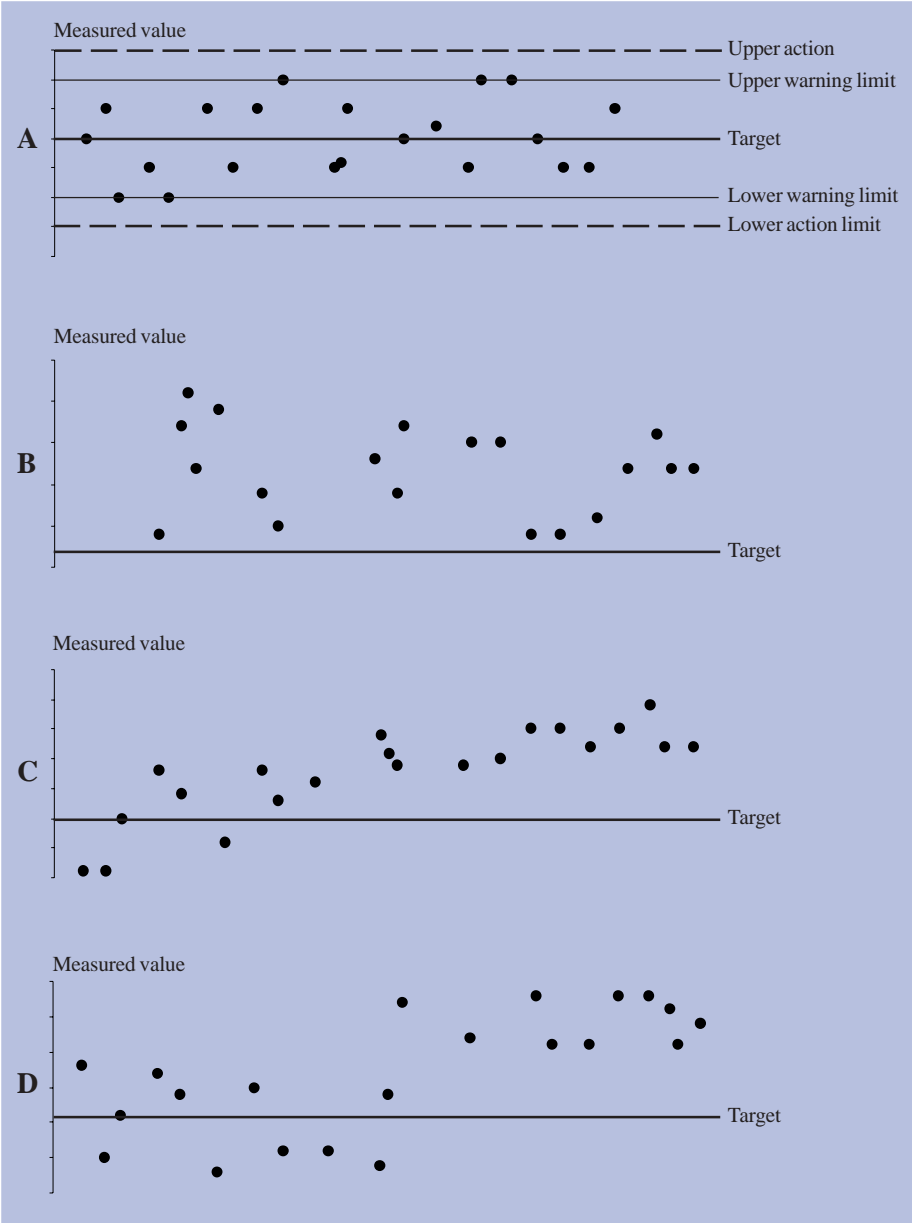 Measured value
Upper action
Upper warning limit
A
Target
Lower warning limit
Lower action limit
Measured value
B
Target
Measured value
C
Target
Measured value
D
Target